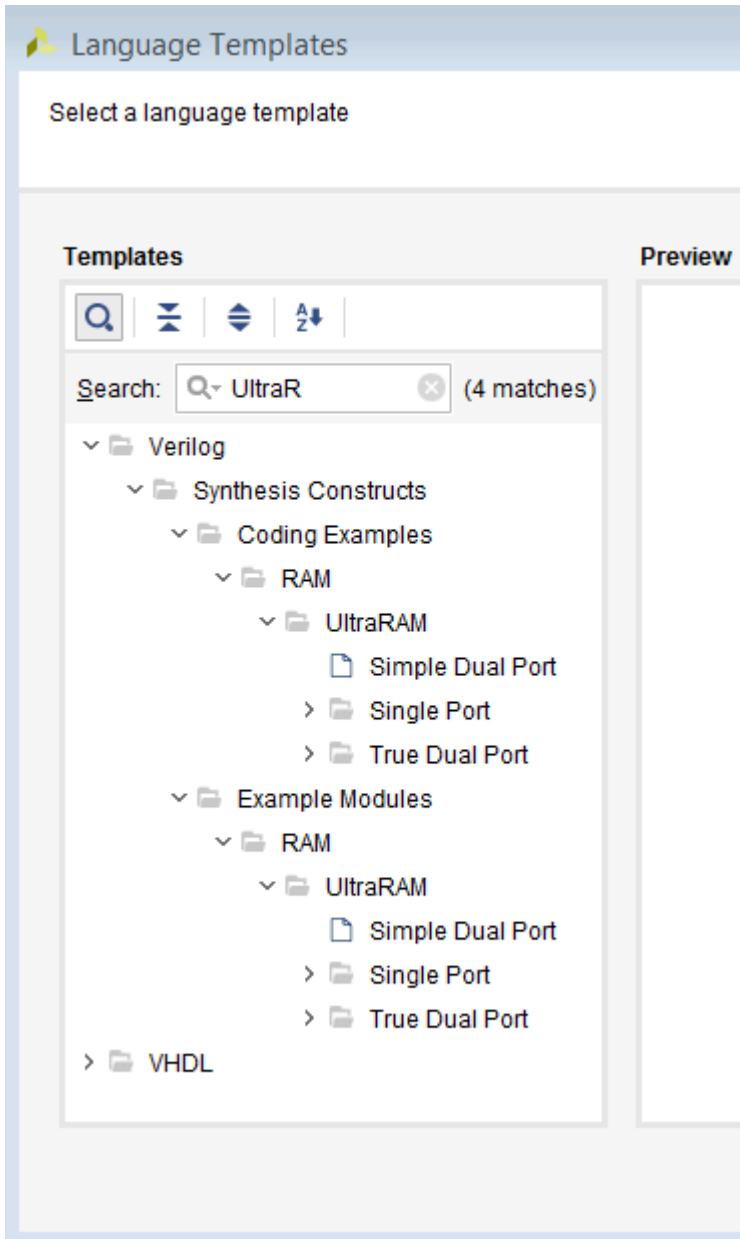 Language Templates
Select a language template
Templates
Preview
A
Z
Search: UltraR (4 matches)
Verilog
Synthesis Constructs
Coding Examples
RAM
UltraRAM
Simple Dual Port
Single Port
True Dual Port
Example Modules
RAM
UltraRAM
Simple Dual Port
Single Port
True Dual Port
VHDL